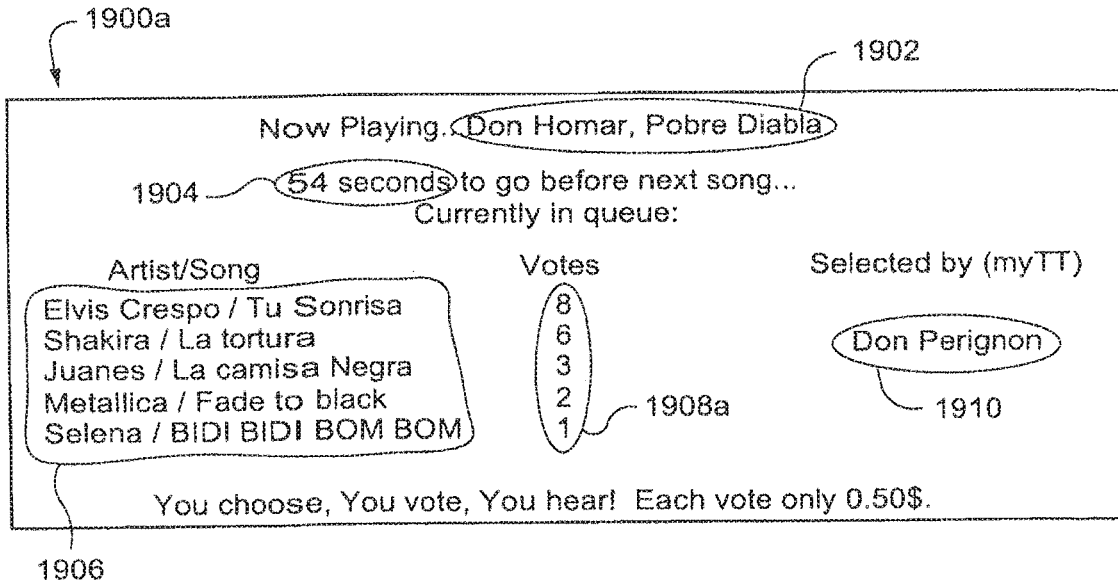 1900a
1902
Now Playing.. Don Homar, Pobre Diabla
1904
54 seconds to go before next song...
Currently in queue:
Artist/Song Votes Selected by (myTT)
Elvis Crespo / Tu Sonrisa 8
Shakira / La tortura 6 Don Perignon
Juanes / La camisa Negra 3
Metallica / Fade to black 2 1908a 1910
Selena / BIDI BIDI BOM BOM 1
You choose, You vote, You hear! Each vote only 0.50$.
1906